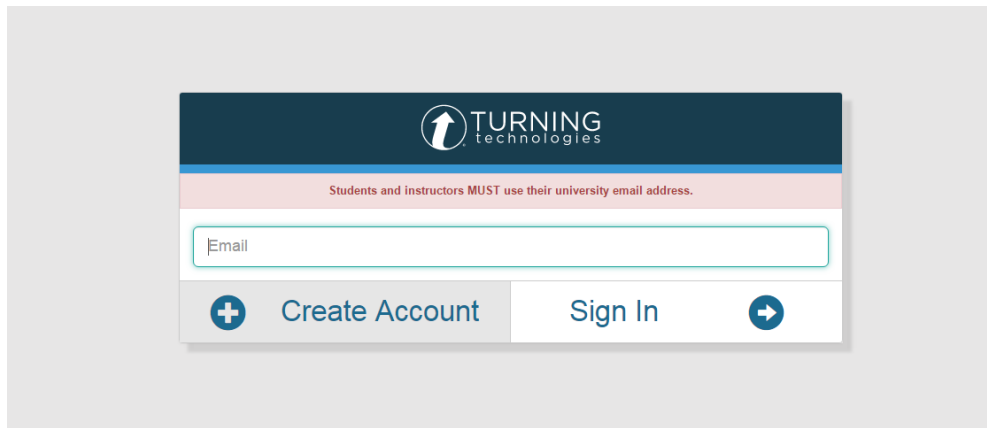 TURNING
technologies
Students and instructors MUST use their university email address.
Email
Create Account
Sign In